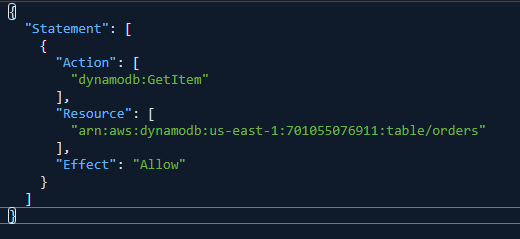 {
  "Statement": [
    {
      "Action": [
        "dynamodb:GetItem"
      ],
      "Resource": [
        "arn:aws:dynamodb:us-east-1:701055076911:table/orders"
      ],
      "Effect": "Allow"
    }
  ]
}